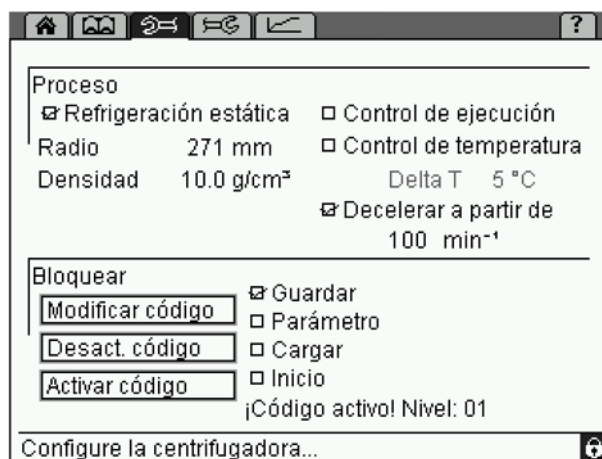 ?
Proceso
Refrigeración estática
Radio 271 mm
Densidad 10.0 g/cm³
Control de ejecución
Control de temperatura
Delta T 5 °C
Decelerar a partir de
100 min⁻¹
Bloquear
Modificar código
Desact. código
Activar código
Guardar
Parámetro
Cargar
Inicio
¡Código activo! Nivel: 01
Configure la centrifugadora...